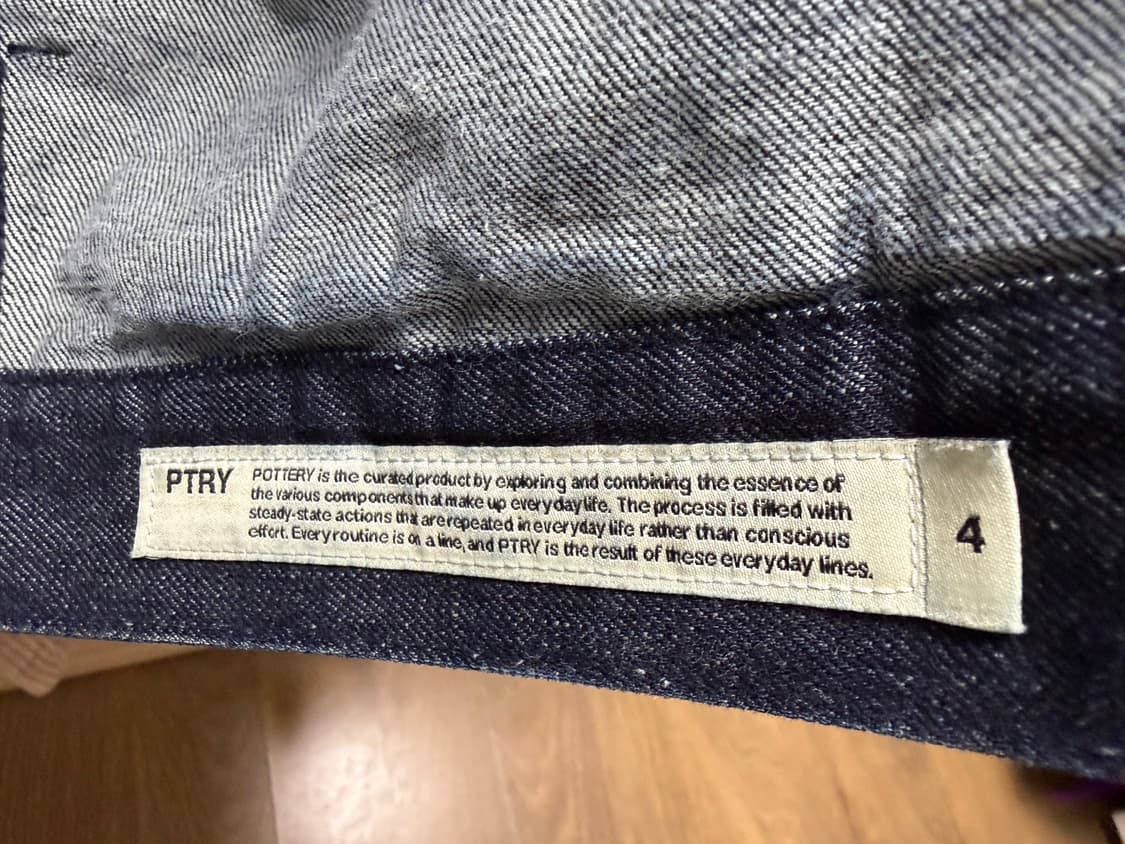 PTRY
POTTERY is the curated product by exploring and combining the essence of
the various components that make up everyday life. The process is filled with
steady-state actions that are repeated in everyday life rather than conscious
effort. Every routine is on a line, and PTRY is the result of these everyday lines.
4